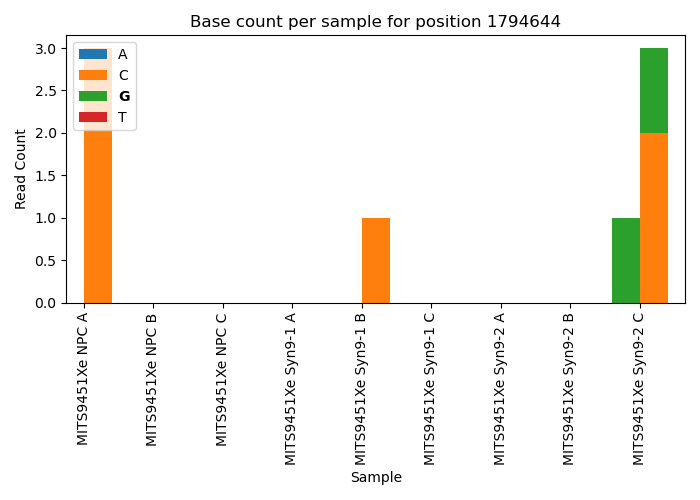 Base count per sample for position 1794644
A
C
G
T
Read Count
3.0
2.5
2.0
1.5
1.0
0.5
0.0
MITS9451Xe NPC A
MITS9451Xe NPC B
MITS9451Xe NPC C
MITS9451Xe Syn9-1 A
MITS9451Xe Syn9-1 B
MITS9451Xe Syn9-1 C
MITS9451Xe Syn9-2 A
MITS9451Xe Syn9-2 B
MITS9451Xe Syn9-2 C
Sample